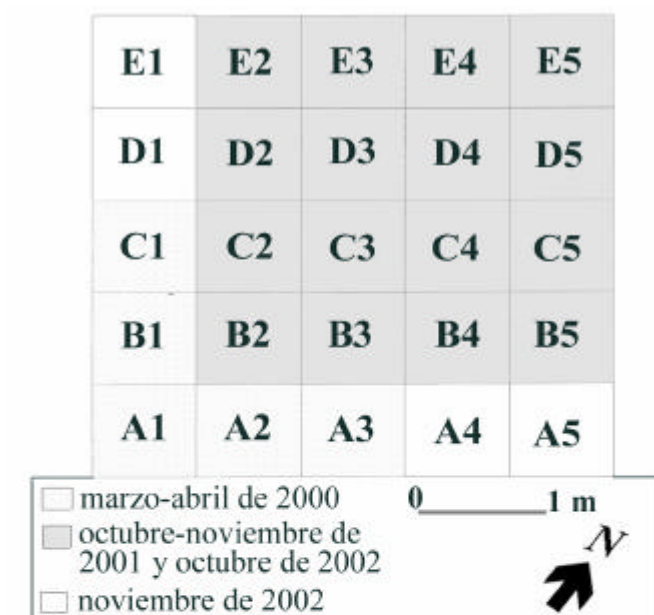 E1 E2 E3 E4 E5
D1 D2 D3 D4 D5
C1 C2 C3 C4 C5
B1 B2 B3 B4 B5
A1 A2 A3 A4 A5
marzo-abril de 2000
0 1 m
octubre-noviembre de
2001 y octubre de 2002
N
noviembre de 2002